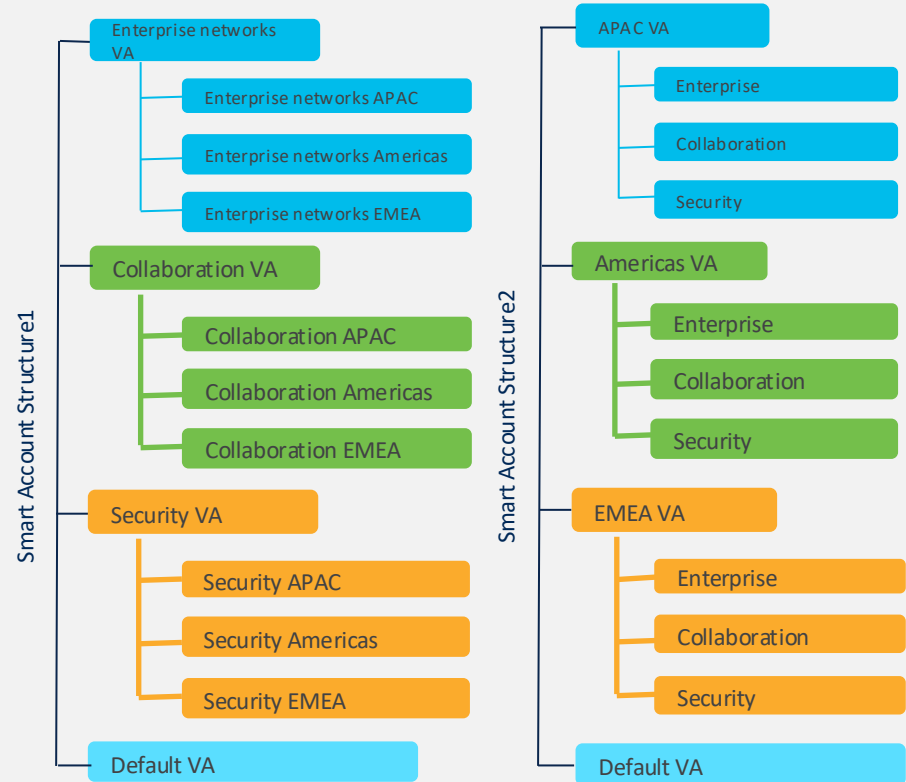 Smart Account Structure1
Enterprise networks
VA
Enterprise networks APAC
Enterprise networks Americas
Enterprise networks EMEA
Collaboration VA
Collaboration APAC
Collaboration Americas
Collaboration EMEA
Security VA
Security APAC
Security Americas
Security EMEA
Default VA
Smart Account Structure2
APAC VA
Enterprise
Collaboration
Security
Americas VA
Enterprise
Collaboration
Security
EMEA VA
Enterprise
Collaboration
Security
Default VA